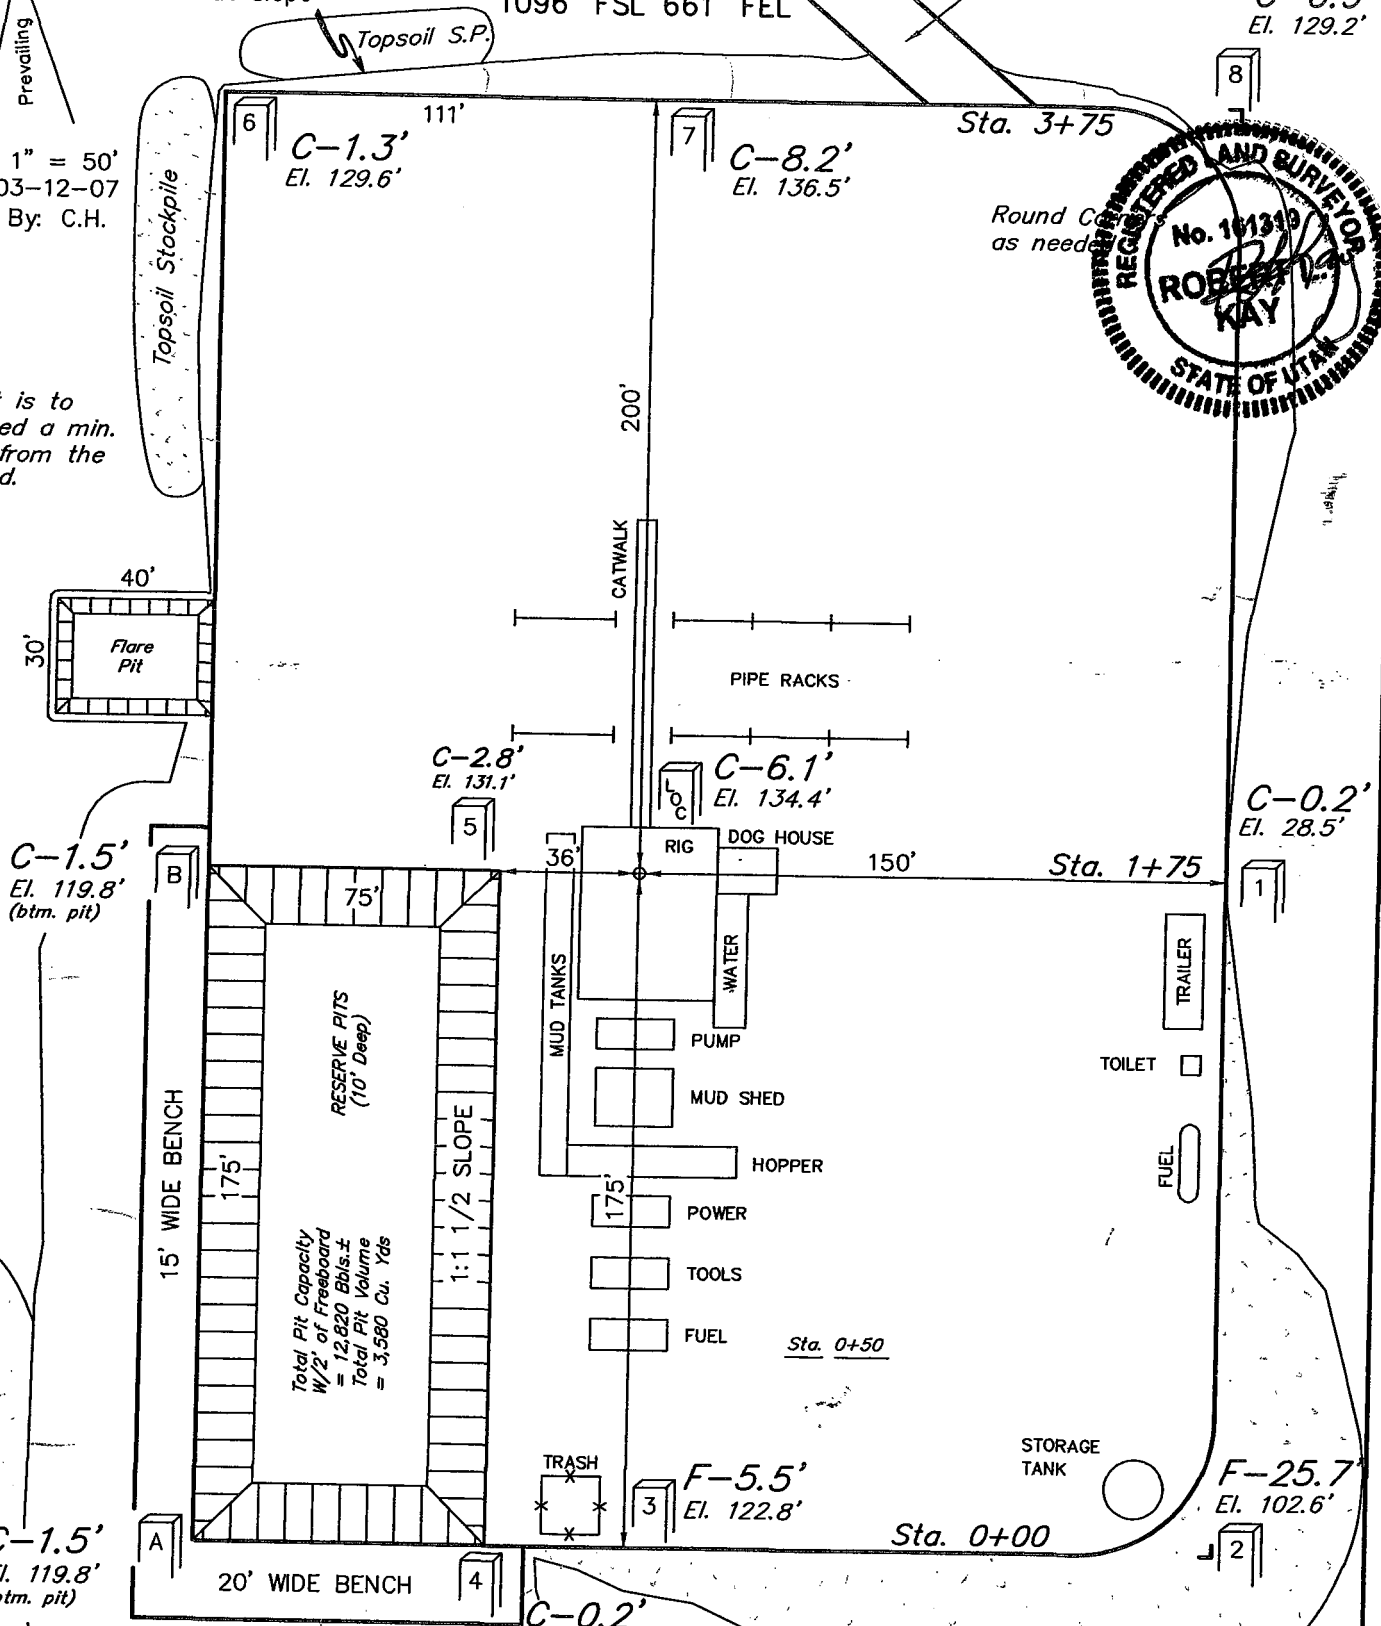 1096' FSL 661' FEL
El. 129.2'
Prevailing
Topsoil S.P.
8
6
111'
C-1.3'
El. 129.6'
7
C-8.2'
El. 136.5'
Sta. 3+75
1" = 50'
03-12-07
By: C.H.
Topsoil Stockpile
Round
as needed
REGISTERED LAND SURVEYOR
No. 161319
ROBERT
KAY
STATE OF UTAH
is to
ed a min.
from the
d.
200'
CATWALK
40'
30'
Flare
Pit
PIPE RACKS
C-2.8'
El. 131.1'
5
LOC
C-6.1'
El. 134.4'
C-0.2'
El. 28.5'
1
C-1.5'
El. 119.8'
(btm. pit)
B
75'
36'
RIG
DOG HOUSE
150'
Sta. 1+75
MUD TANKS
WATER
TRAILER
RESERVE PITS
(10' Deep)
PUMP
TOILET
MUD SHED
15' WIDE BENCH
175'
1:1 1/2 SLOPE
HOPPER
FUEL
175'
POWER
Total Pit Capacity
W/2' of Freeboard
= 12,820 Bbls.±
Total Pit Volume
= 3,580 Cu. Yds
TOOLS
FUEL
Sta. 0+50
TRASH
STORAGE
TANK
3
F-5.5'
El. 122.8'
F-25.7'
El. 102.6'
2
Sta. 0+00
C-1.5'
El. 119.8'
(btm. pit)
A
20' WIDE BENCH
4
C-0.2'